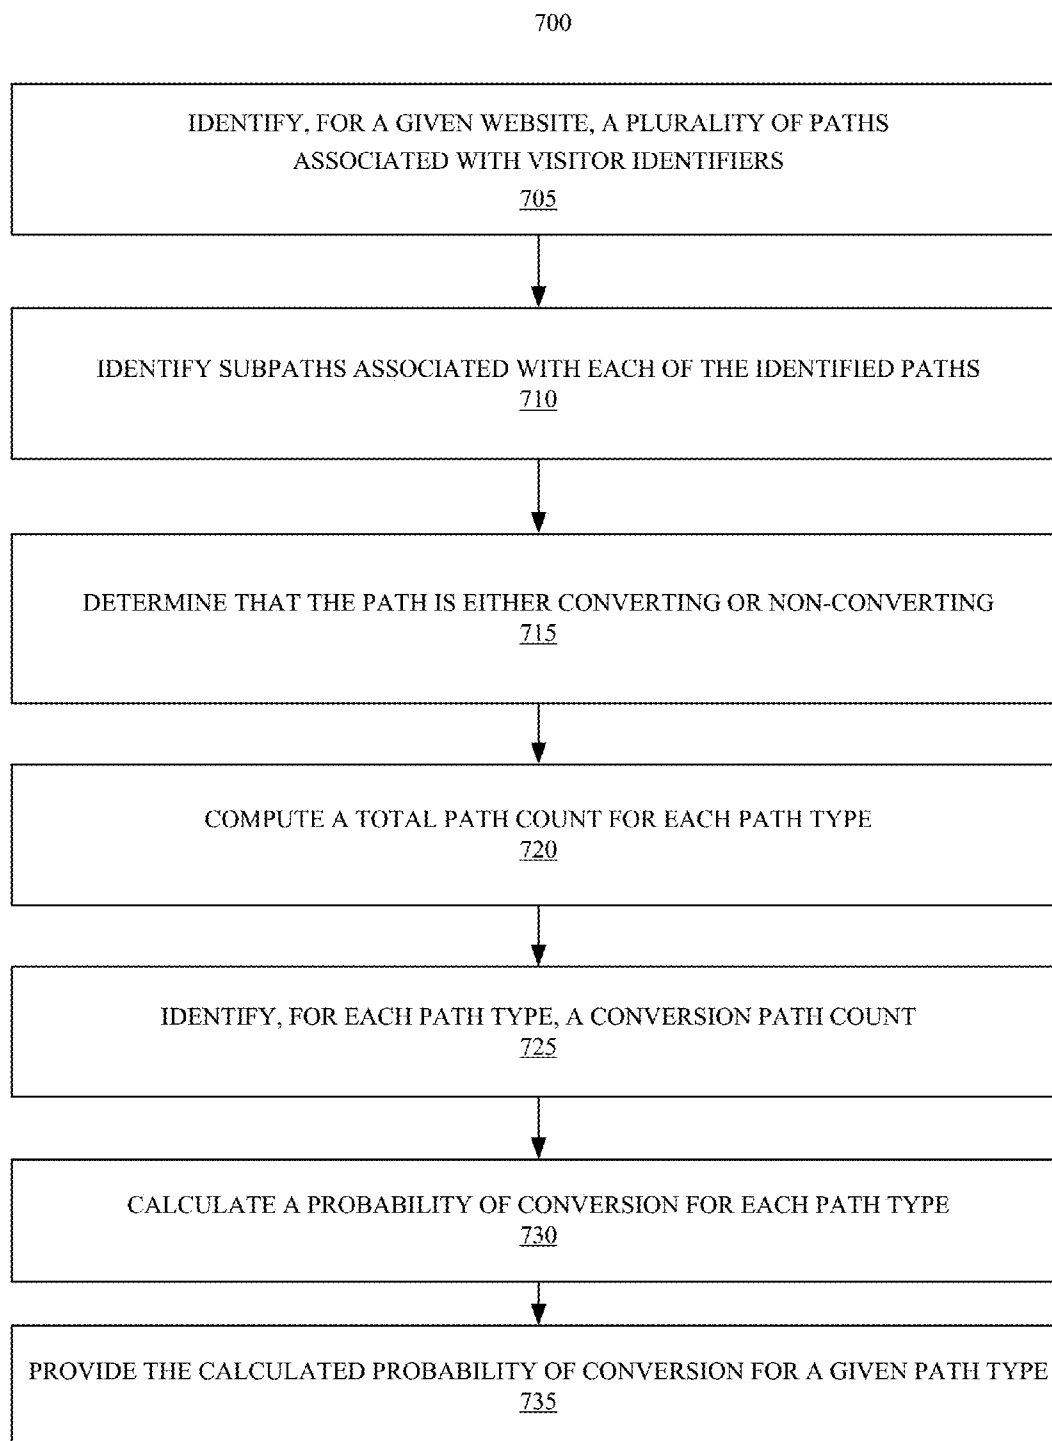 700
IDENTIFY, FOR A GIVEN WEBSITE, A PLURALITY OF PATHS
ASSOCIATED WITH VISITOR IDENTIFIERS
705
IDENTIFY SUBPATHS ASSOCIATED WITH EACH OF THE IDENTIFIED PATHS
710
DETERMINE THAT THE PATH IS EITHER CONVERTING OR NON-CONVERTING
715
COMPUTE A TOTAL PATH COUNT FOR EACH PATH TYPE
720
IDENTIFY, FOR EACH PATH TYPE, A CONVERSION PATH COUNT
725
CALCULATE A PROBABILITY OF CONVERSION FOR EACH PATH TYPE
730
PROVIDE THE CALCULATED PROBABILITY OF CONVERSION FOR A GIVEN PATH TYPE
735